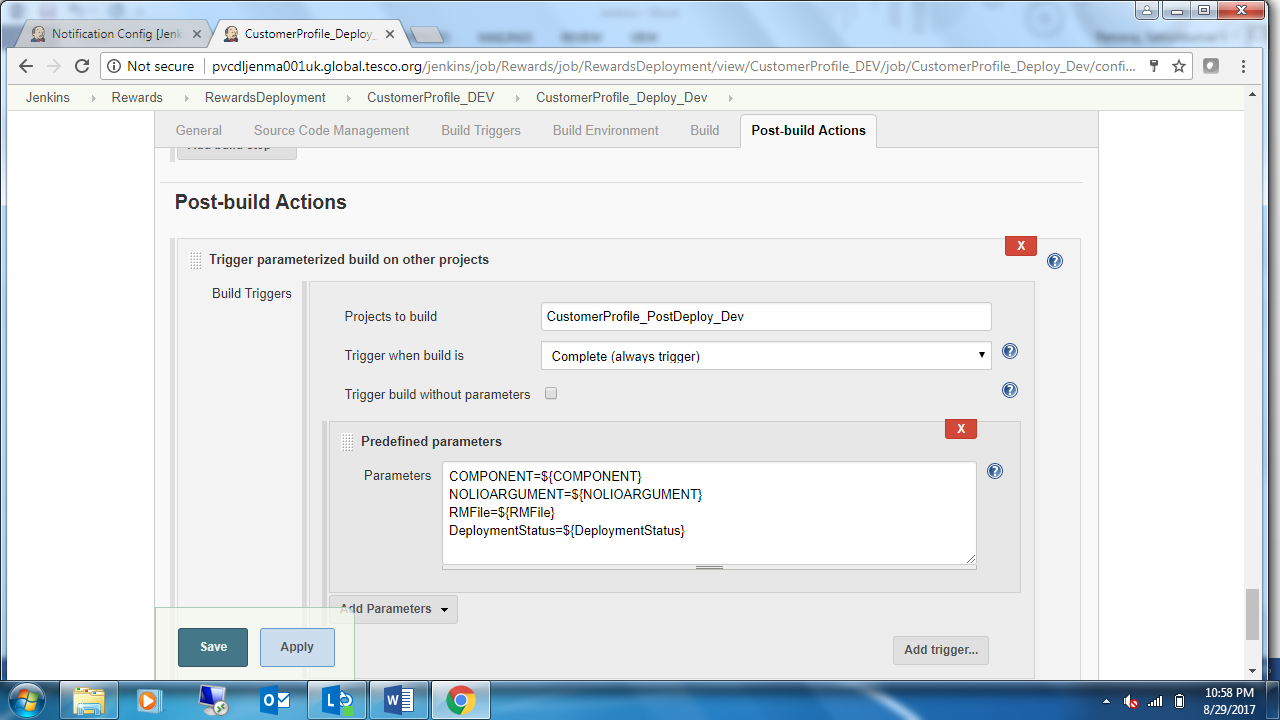 Notification Config [Jenk
CustomerProfile_Deploy_
Not secure
pvcdljenma001uk.global.tesco.org/jenkins/job/Rewards/job/RewardsDeployment/view/CustomerProfile_DEV/job/CustomerProfile_Deploy_Dev/confi...
Jenkins Rewards RewardsDeployment CustomerProfile_DEV CustomerProfile_Deploy_Dev
General Source Code Management Build Triggers Build Environment Build Post-build Actions
Post-build Actions
X
Trigger parameterized build on other projects
Build Triggers
Projects to build CustomerProfile_PostDeploy_Dev
Trigger when build is Complete (always trigger)
Trigger build without parameters
X
Predefined parameters
Parameters COMPONENT=${COMPONENT}
NOLIOARGUMENT=${NOLIOARGUMENT}
RMFile=${RMFile}
DeploymentStatus=${DeploymentStatus}
Add Parameters
Save Apply Add trigger...
10:58 PM
8/29/2017